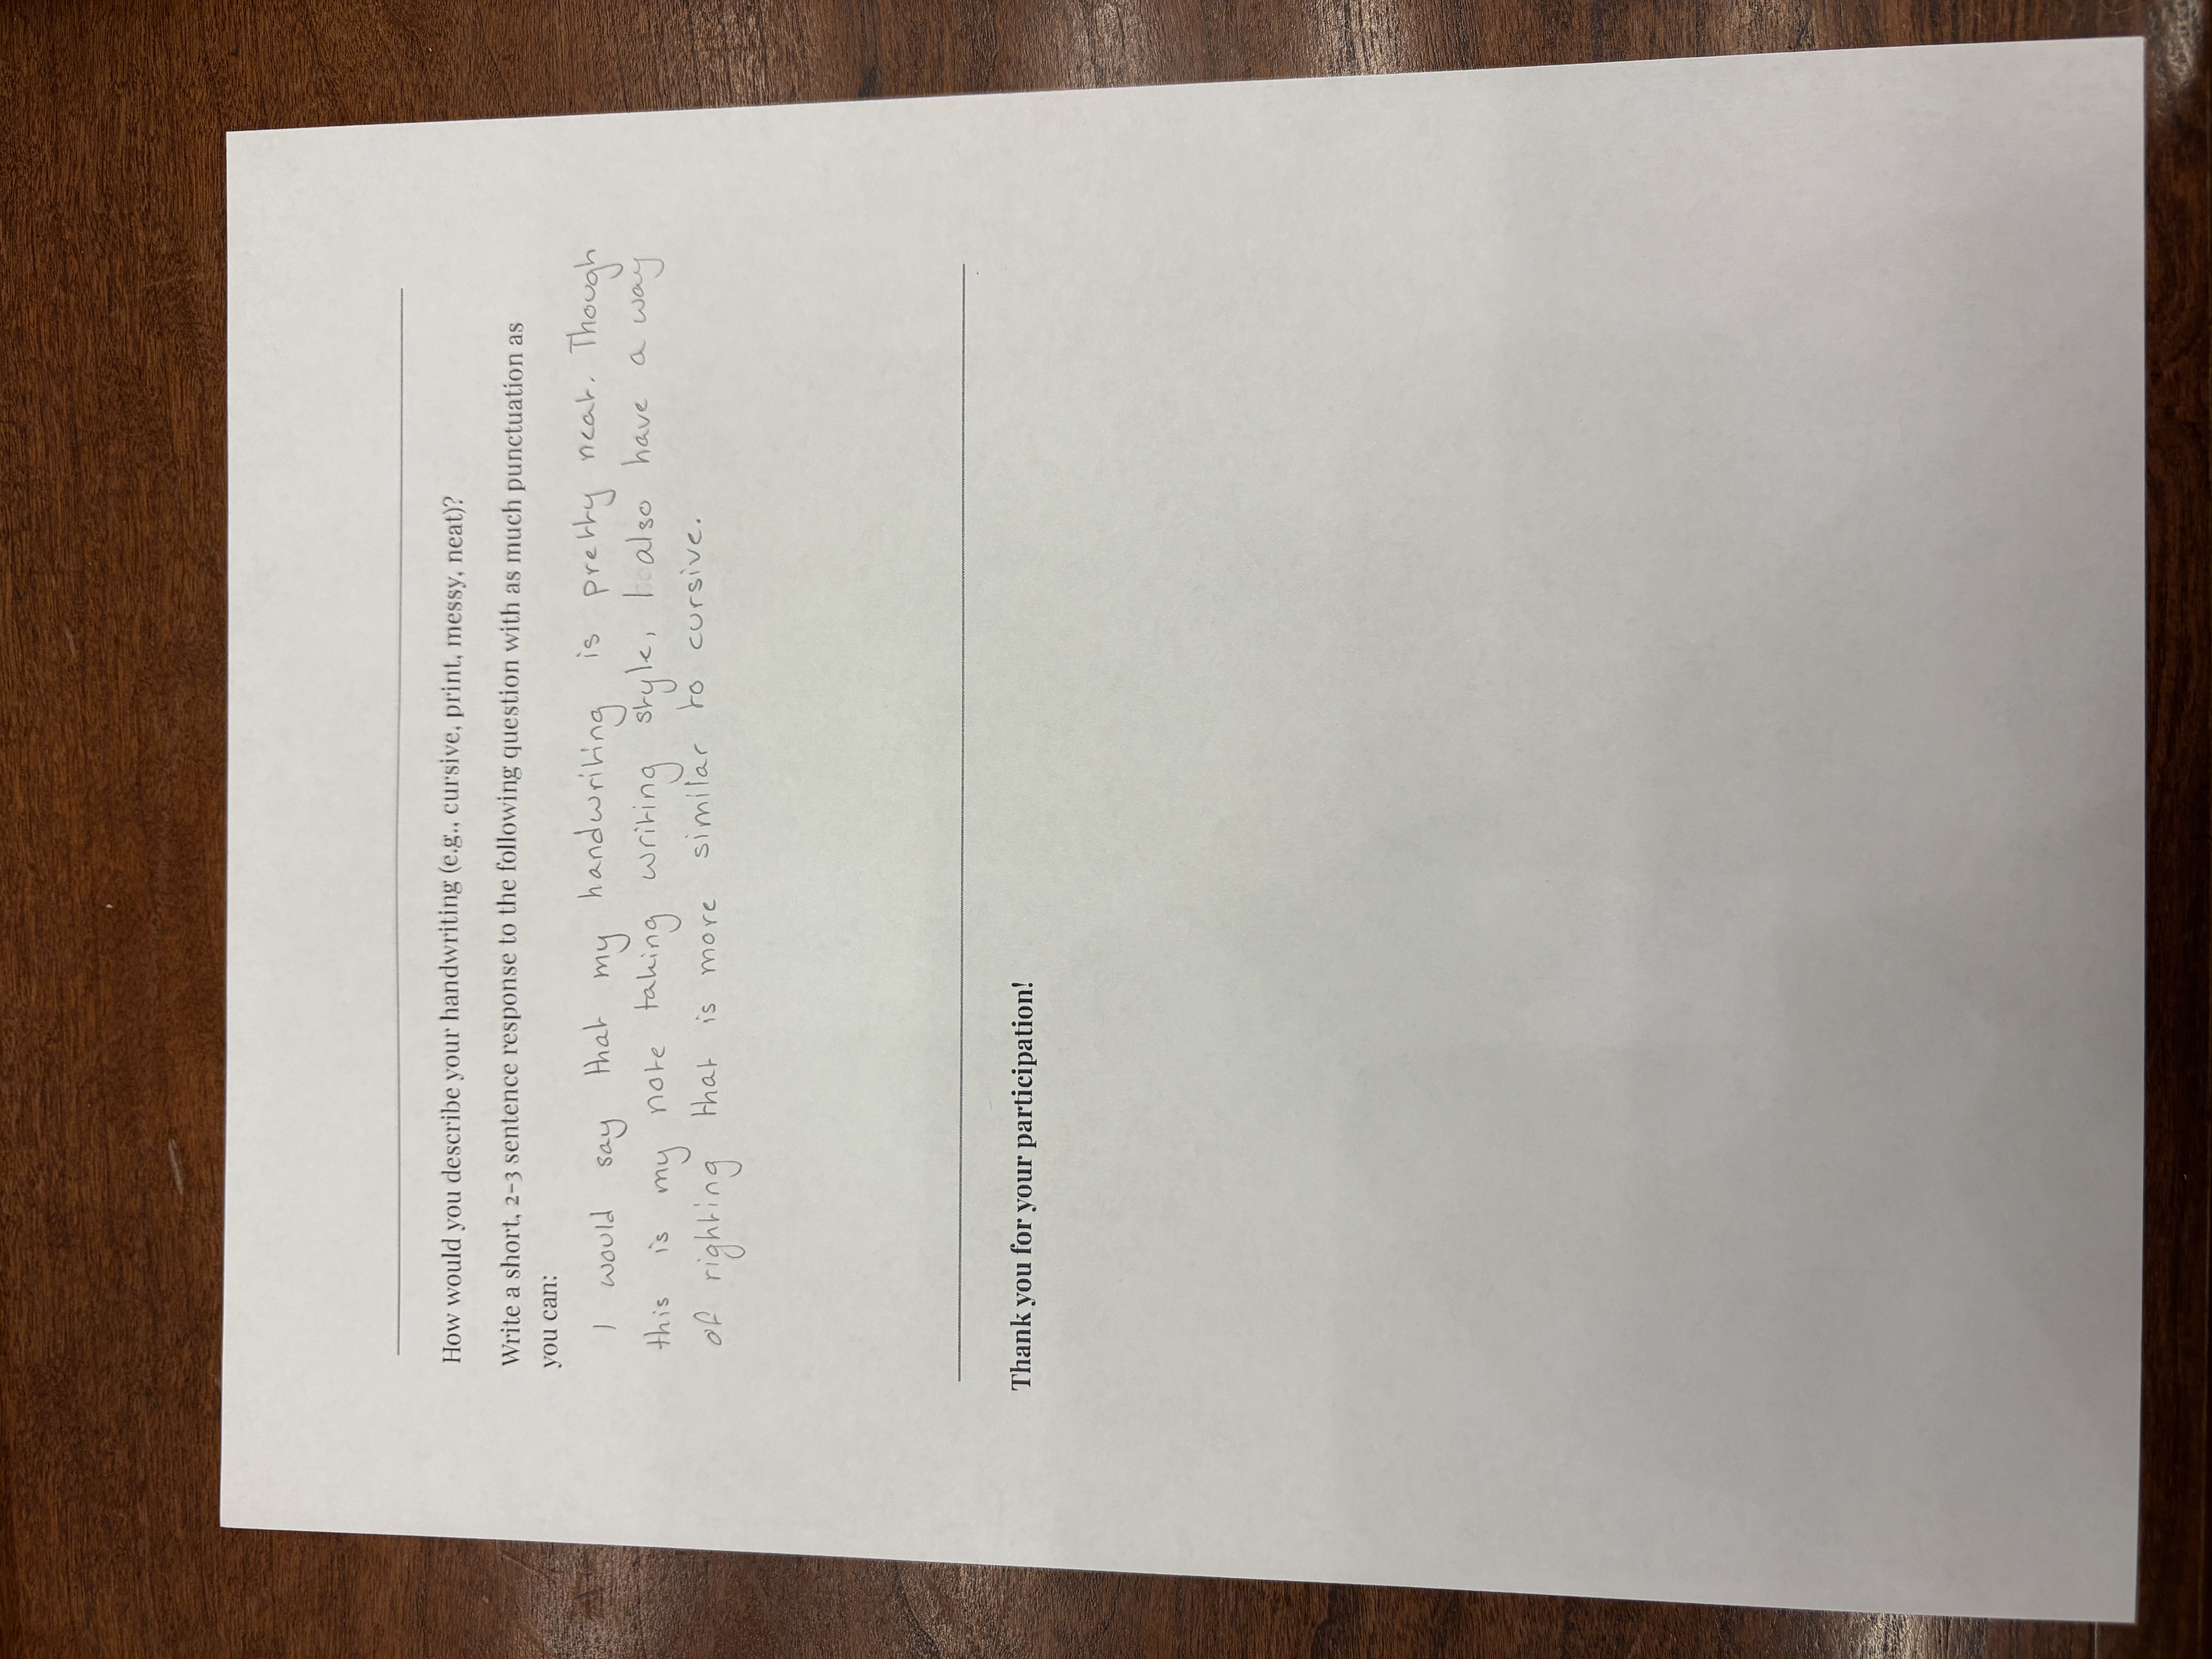 How would you describe your handwriting (e.g., cursive, print, messy, neat)?
Write a short, 2-3 sentence response to the following question with as much punctuation as
you can:
I would say that my handwriting is pretty neat. Though
this is my note taking writing style, I also have a way
of righting that is more similar to cursive.
Thank you for your participation!